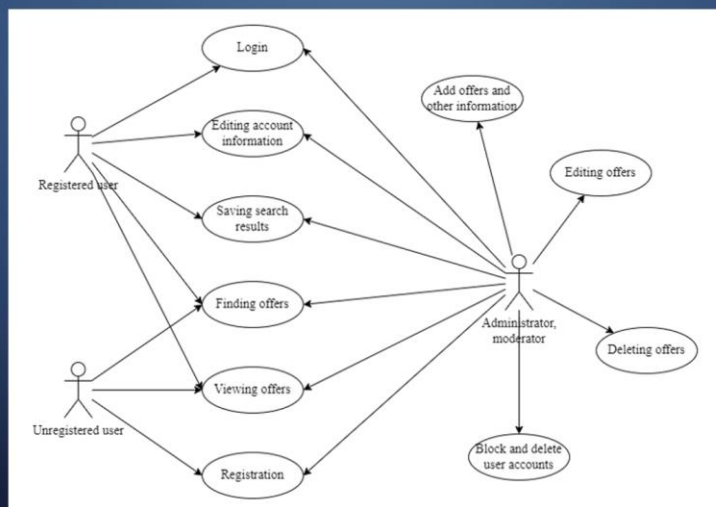 Login
Add offers and
other information
Editing account
information
Registered user
Editing offers
Saving search
results
Finding offers
Administrator,
moderator
Deleting offers
Viewing offers
Unregistered user
Block and delete
user accounts
Registration